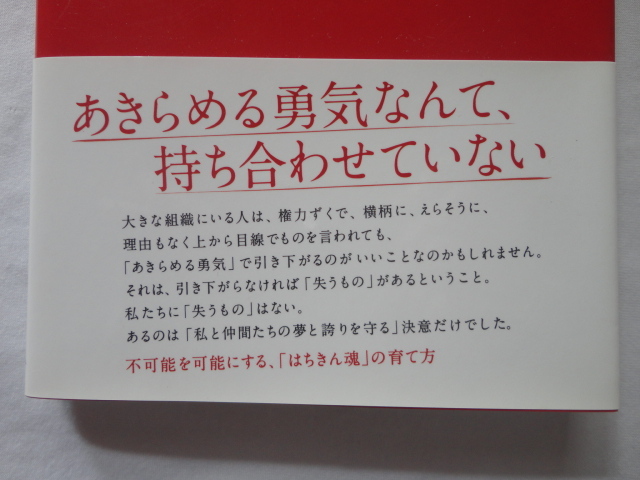 あきらめる勇気なんて、
持ち合わせていない
大きな組織にいる人は、権力ずくで、横柄に、えらそうに、
理由もなく上から目線でものを言われても、
「あきらめる勇気」で引き下がるのがいいことなのかもしれません。
それは、引き下がらなければ「失うもの」があるということ。
私たちに「失うもの」はない。
あるのは「私と仲間たちの夢と誇りを守る」決意だけでした。
不可能を可能にする、「はちきん魂」の育て方